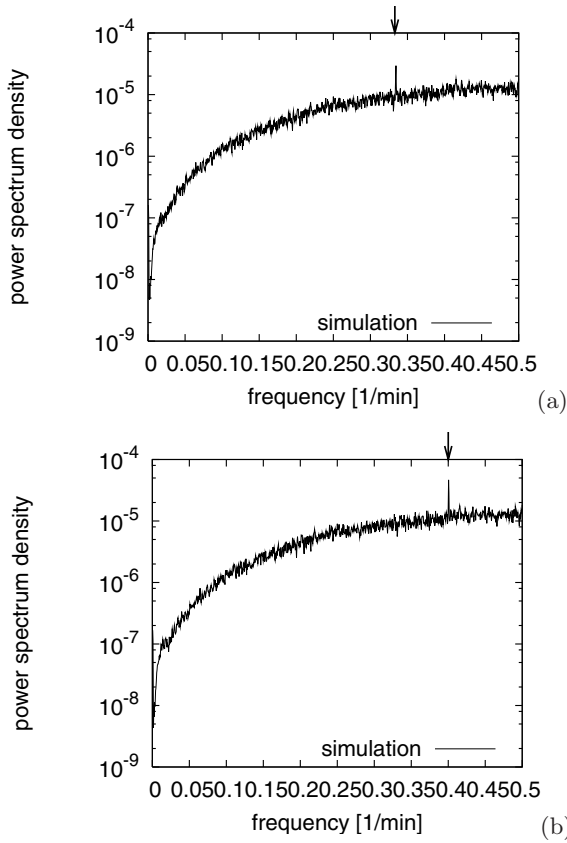 power spectrum density
10-4
10-5
10-6
10-7
10-8
10-9
simulation
0 0.050.10.150.20.250.30.350.40.450.5
frequency [1/min]
(a)
power spectrum density
10-4
10-5
10-6
10-7
10-8
10-9
simulation
0 0.050.10.150.20.250.30.350.40.450.5
frequency [1/min]
(b)